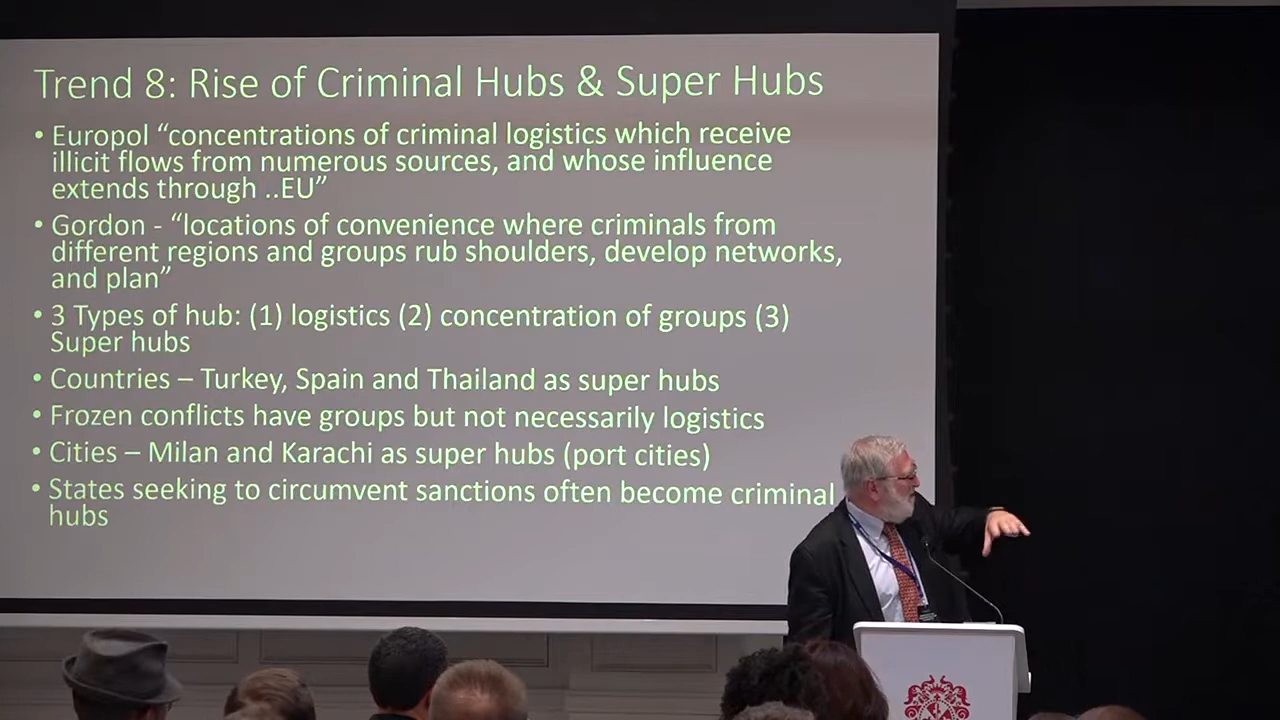 Trend 8: Rise of Criminal Hubs & Super Hubs
• Europol “concentrations of criminal logistics which receive
illicit flows from numerous sources, and whose influence
extends through ..EU”
• Gordon - “locations of convenience where criminals from
different regions and groups rub shoulders, develop networks,
and plan”
• 3 Types of hub: (1) logistics (2) concentration of groups (3)
Super hubs
• Countries – Turkey, Spain and Thailand as super hubs
• Frozen conflicts have groups but not necessarily logistics
• Cities – Milan and Karachi as super hubs (port cities)
• States seeking to circumvent sanctions often become criminal
hubs